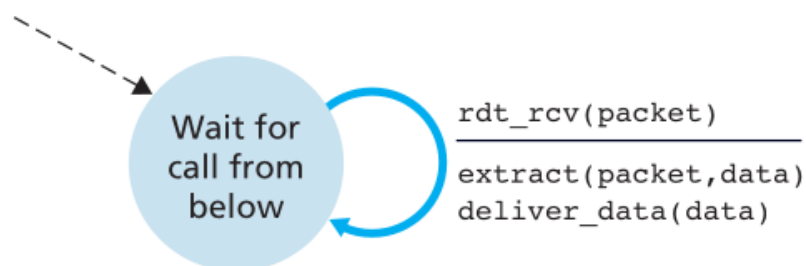 Wait for
call from
below
rdt_rcv(packet)
extract(packet,data)
deliver_data(data)